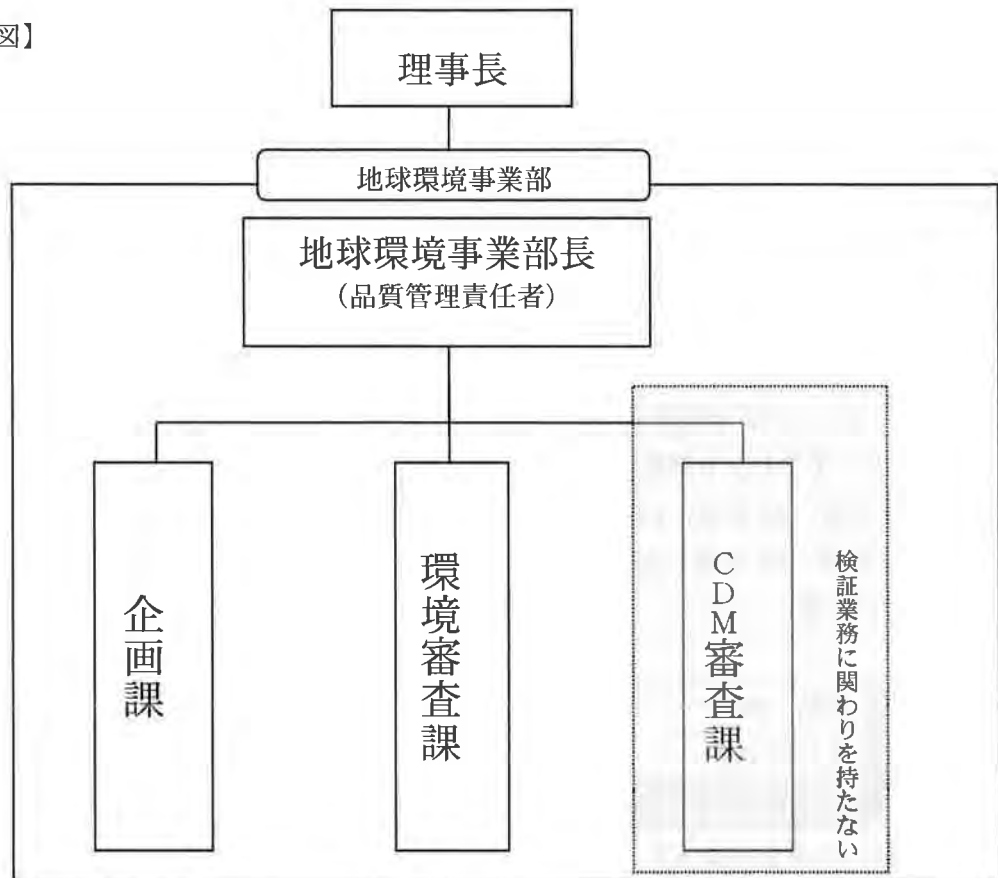 図】
理事長
地球環境事業部
地球環境事業部長
（品質管理責任者）
企画課
環境審査課
CDM審査課
検証業務に関わりを持たない